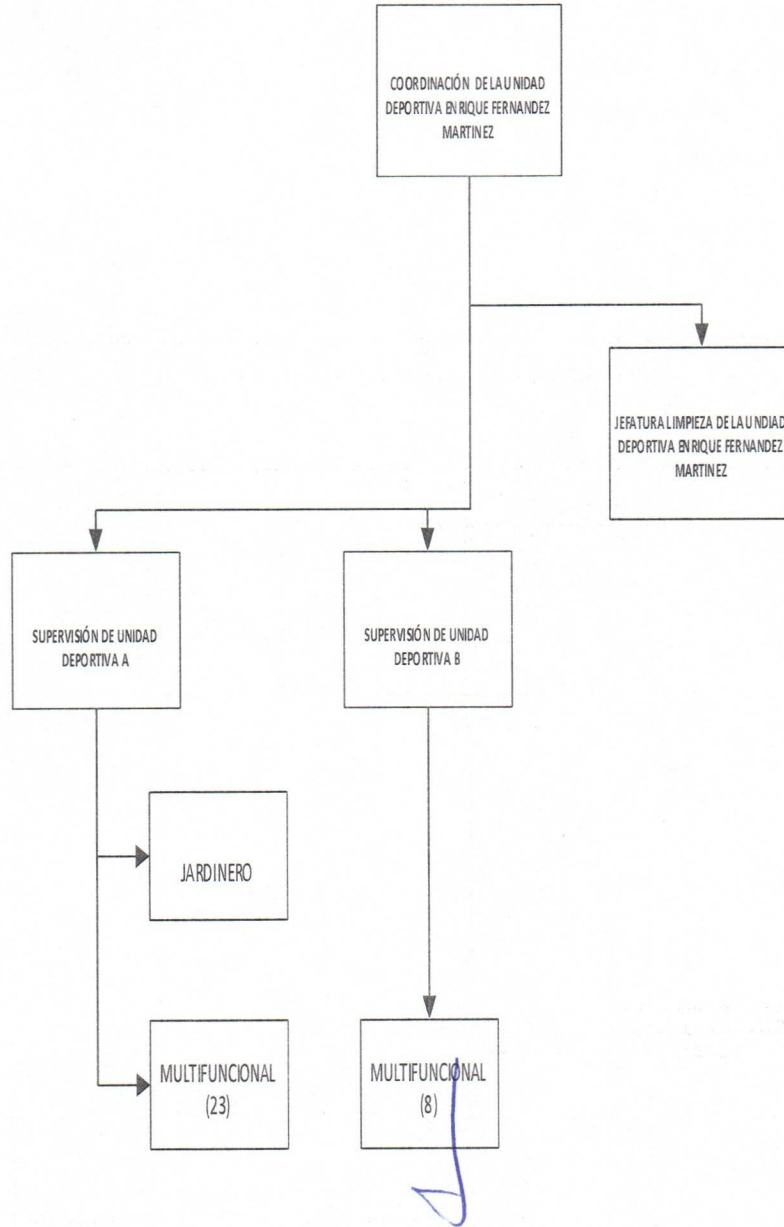 COORDINACIÓN DE LA UNIDAD
DEPORTIVA ENRIQUE FERNANDEZ
MARTINEZ
JEFATURA LIMPIEZA DE LA UNDIAD
DEPORTIVA ENRIQUE FERNANDEZ
MARTINEZ
SUPERVISIÓN DE UNIDAD
DEPORTIVA A
SUPERVISIÓN DE UNIDAD
DEPORTIVA B
JARDINERO
MULTIFUNCIONAL
(23)
MULTIFUNCIONAL
(8)